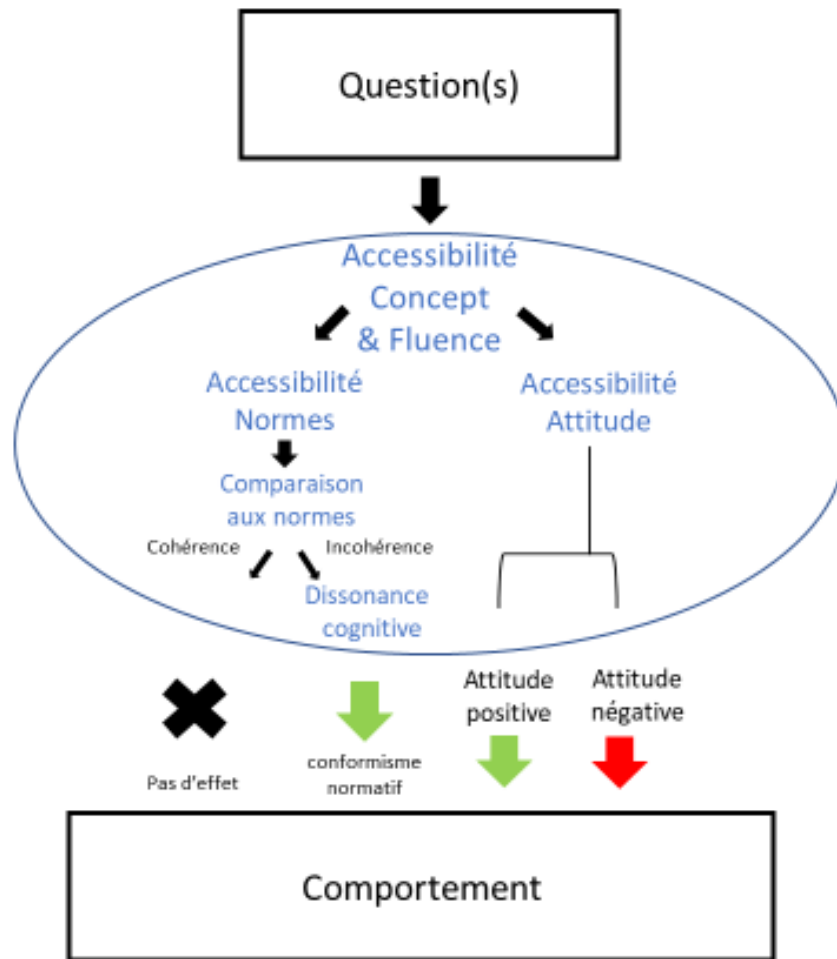 Question(s)
Accessibilité
Concept
& Fluence
Accessibilité
Normes
Accessibilité
Attitude
Comparaison
aux normes
Cohérence
Incohérence
Dissonance
cognitive
Attitude
positive
Attitude
négative
Pas d'effet
conformisme
normatif
Comportement